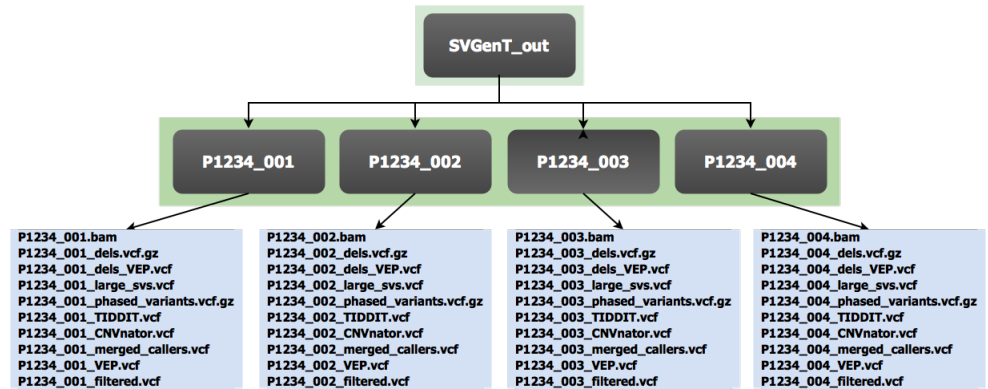 SVGenT_out
P1234_001
P1234_002
P1234_003
P1234_004
P1234_001.bam
P1234_001_dels.vcf.gz
P1234_001_dels_VEP.vcf
P1234_001_large_svs.vcf
P1234_001_phased_variants.vcf.gz
P1234_001_TIDDIT.vcf
P1234_001_CNVnator.vcf
P1234_001_merged_callers.vcf
P1234_001_VEP.vcf
P1234_001_filtered.vcf
P1234_002.bam
P1234_002_dels.vcf.gz
P1234_002_dels_VEP.vcf
P1234_002_large_svs.vcf
P1234_002_phased_variants.vcf.gz
P1234_002_TIDDIT.vcf
P1234_002_CNVnator.vcf
P1234_002_merged_callers.vcf
P1234_002_VEP.vcf
P1234_002_filtered.vcf
P1234_003.bam
P1234_003_dels.vcf.gz
P1234_003_dels_VEP.vcf
P1234_003_large_svs.vcf
P1234_003_phased_variants.vcf.gz
P1234_003_TIDDIT.vcf
P1234_003_CNVnator.vcf
P1234_003_merged_callers.vcf
P1234_003_VEP.vcf
P1234_003_filtered.vcf
P1234_004.bam
P1234_004_dels.vcf.gz
P1234_004_dels_VEP.vcf
P1234_004_large_svs.vcf
P1234_004_phased_variants.vcf.gz
P1234_004_TIDDIT.vcf
P1234_004_CNVnator.vcf
P1234_004_merged_callers.vcf
P1234_004_VEP.vcf
P1234_004_filtered.vcf